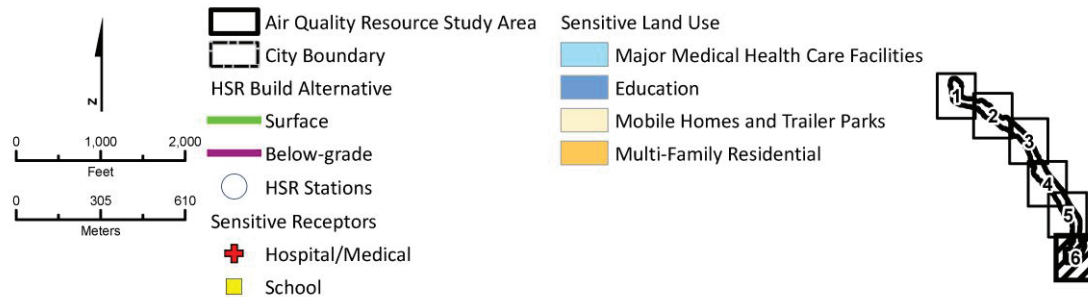 N
0 1,000 2,000
Feet
0 305 610
Meters
Air Quality Resource Study Area
City Boundary
HSR Build Alternative
Surface
Below-grade
HSR Stations
Sensitive Receptors
Hospital/Medical
School
Sensitive Land Use
Major Medical Health Care Facilities
Education
Mobile Homes and Trailer Parks
Multi-Family Residential
1
2
3
4
5
6